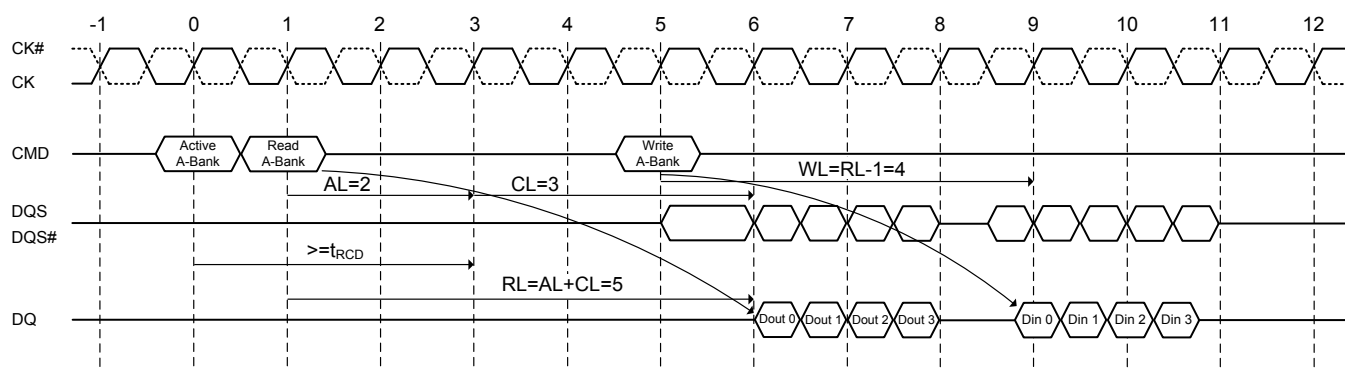 -1 0 1 2 3 4 5 6 7 8 9 10 11 12
CK#
CK
CMD
Active
A-Bank
Read
A-Bank
Write
A-Bank
WL=RL-1=4
AL=2
CL=3
DQS
DQS#
>=tRCD
RL=AL+CL=5
DQ
Dout 0 Dout 1 Dout 2 Dout 3 Din 0 Din 1 Din 2 Din 3